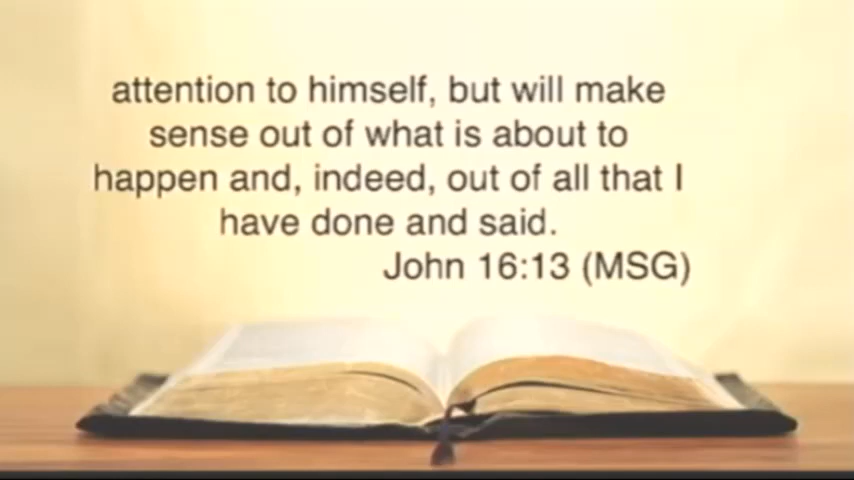 attention to himself, but will make
sense out of what is about to
happen and, indeed, out of all that I
have done and said.
John 16:13 (MSG)